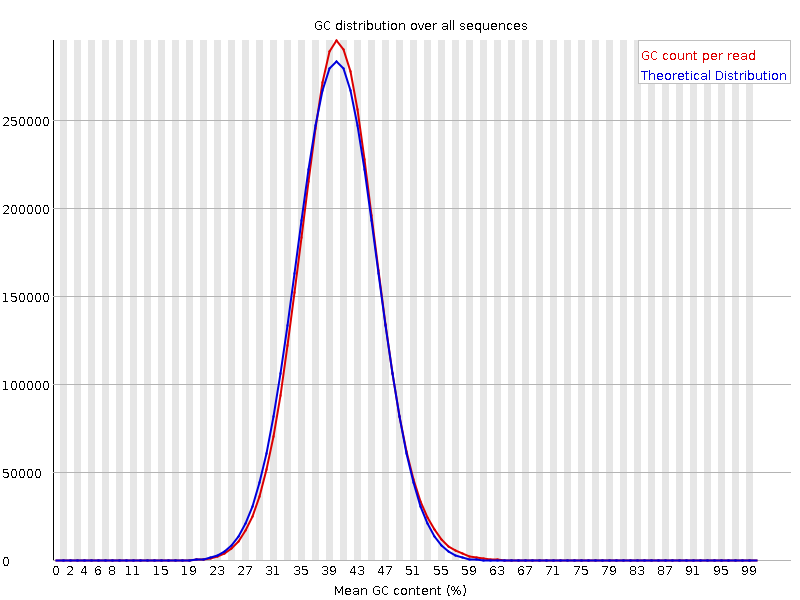 GC distribution over all sequences
GC count per read
Theoretical Distribution
250000
200000
150000
100000
50000
0
0 2 4 6 8 11 15 19 23 27 31 35 39 43 47 51 55 59 63 67 71 75 79 83 87 91 95 99
Mean GC content (%)